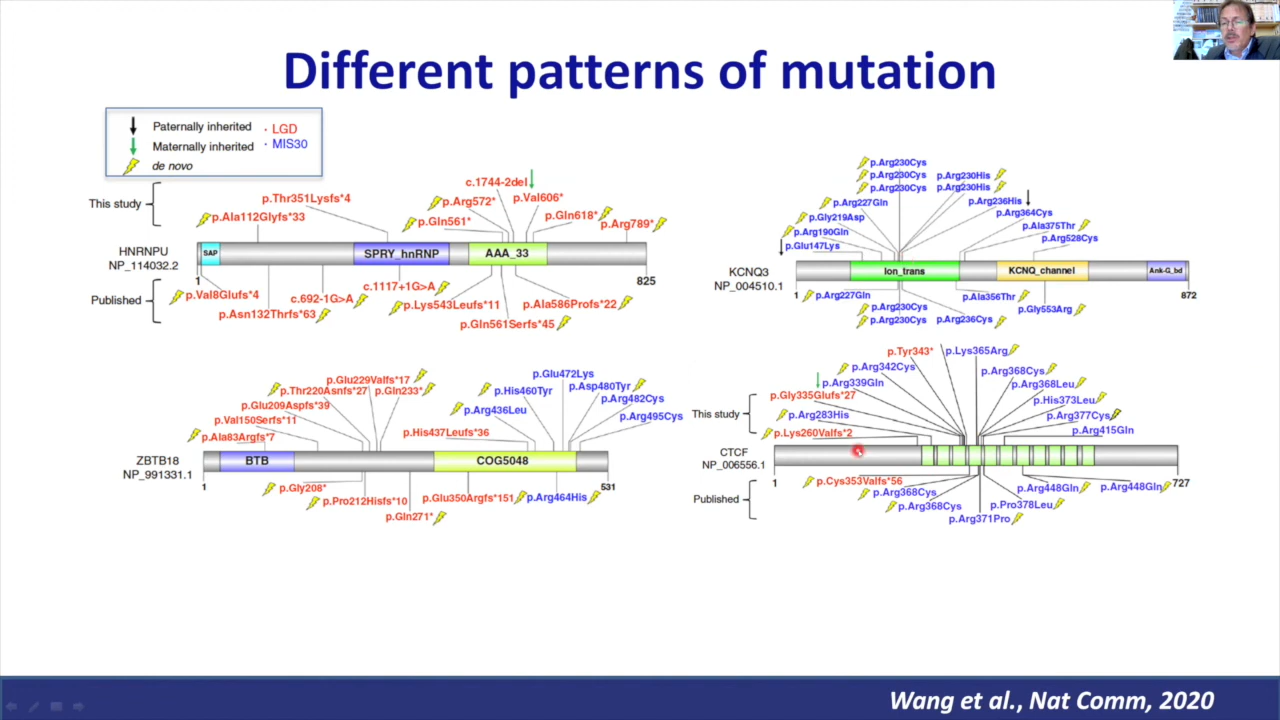 Different patterns of mutation
Paternally inherited
Maternally inherited
de novo
· LGD
· MIS30
This study
p.Ala112Glyfs*33
p.Thr351Lysfs*4
p.Gln561*
p.Arg572*
c.1744-2del
p.Val606*
p.Gln618*
p.Arg789*
HNRNPU
NP_114032.2
SAP
SPRY_hnRNP
AAA_33
1
825
Published
p.Val8Glufs*4
p.Asn132Thrfs*63
c.692-1G>A
c.1117+1G>A
p.Lys543Leufs*11
p.Gln561Serfs*45
p.Ala586Profs*22
p.Arg230Cys
p.Arg230Cys
p.Arg230Cys
p.Arg230His
p.Arg230His
p.Arg227Gln
p.Arg236His
p.Gly219Asp
p.Arg364Cys
p.Arg190Gln
p.Ala375Thr
p.Glu147Lys
p.Arg528Cys
KCNQ3
NP_004510.1
Ion_trans
KCNQ_channel
Ank-G_bd
1
872
p.Arg227Gln
p.Arg230Cys
p.Arg230Cys
p.Ala356Thr
p.Arg236Cys
p.Gly553Arg
p.Glu229Valfs*17
p.Thr220Asnfs*27
p.Gln233*
p.Glu209Aspfs*39
p.Val150Serfs*11
p.Ala83Argfs*7
p.His437Leufs*36
p.Arg436Leu
p.His460Tyr
p.Glu472Lys
p.Asp480Tyr
p.Arg482Cys
p.Arg495Cys
ZBTB18
NP_991331.1
BTB
COG5048
1
531
p.Gly208*
p.Pro212Hisfs*10
p.Gln271*
p.Glu350Argfs*151
p.Arg464His
This study
p.Tyr343*
p.Lys365Arg
p.Arg342Cys
p.Arg368Cys
p.Arg339Gln
p.Arg368Leu
p.Gly335Glufs*27
p.His373Leu
p.Arg283His
p.Arg377Cys
p.Lys260Valfs*2
p.Arg415Gln
CTCF
NP_006556.1
1
727
Published
p.Cys353Valfs*56
p.Arg368Cys
p.Arg368Cys
p.Arg371Pro
p.Pro378Leu
p.Arg448Gln
p.Arg448Gln
Wang et al., Nat Comm, 2020